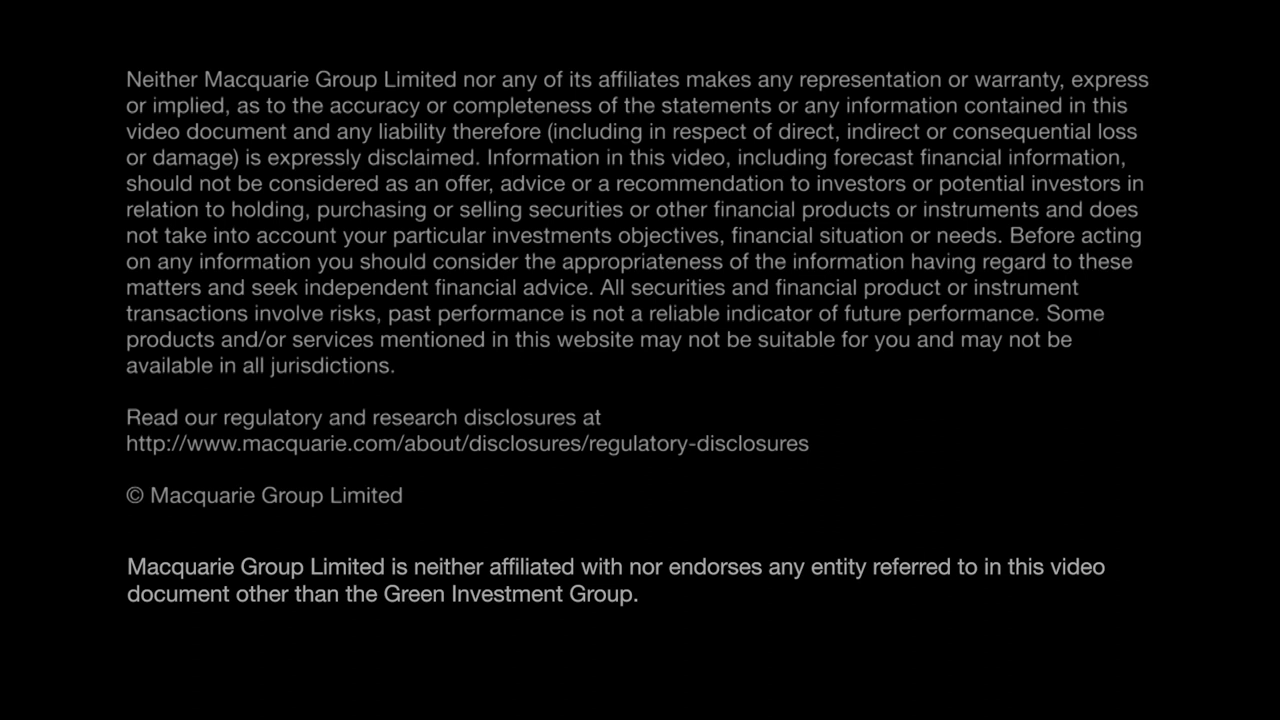 Neither Macquarie Group Limited nor any of its affiliates makes any representation or warranty, express
or implied, as to the accuracy or completeness of the statements or any information contained in this
video document and any liability therefore (including in respect of direct, indirect or consequential loss
or damage) is expressly disclaimed. Information in this video, including forecast financial information,
should not be considered as an offer, advice or a recommendation to investors or potential investors in
relation to holding, purchasing or selling securities or other financial products or instruments and does
not take into account your particular investments objectives, financial situation or needs. Before acting
on any information you should consider the appropriateness of the information having regard to these
matters and seek independent financial advice. All securities and financial product or instrument
transactions involve risks, past performance is not a reliable indicator of future performance. Some
products and/or services mentioned in this website may not be suitable for you and may not be
available in all jurisdictions.
Read our regulatory and research disclosures at
http://www.macquarie.com/about/disclosures/regulatory-disclosures
© Macquarie Group Limited
Macquarie Group Limited is neither affiliated with nor endorses any entity referred to in this video
document other than the Green Investment Group.